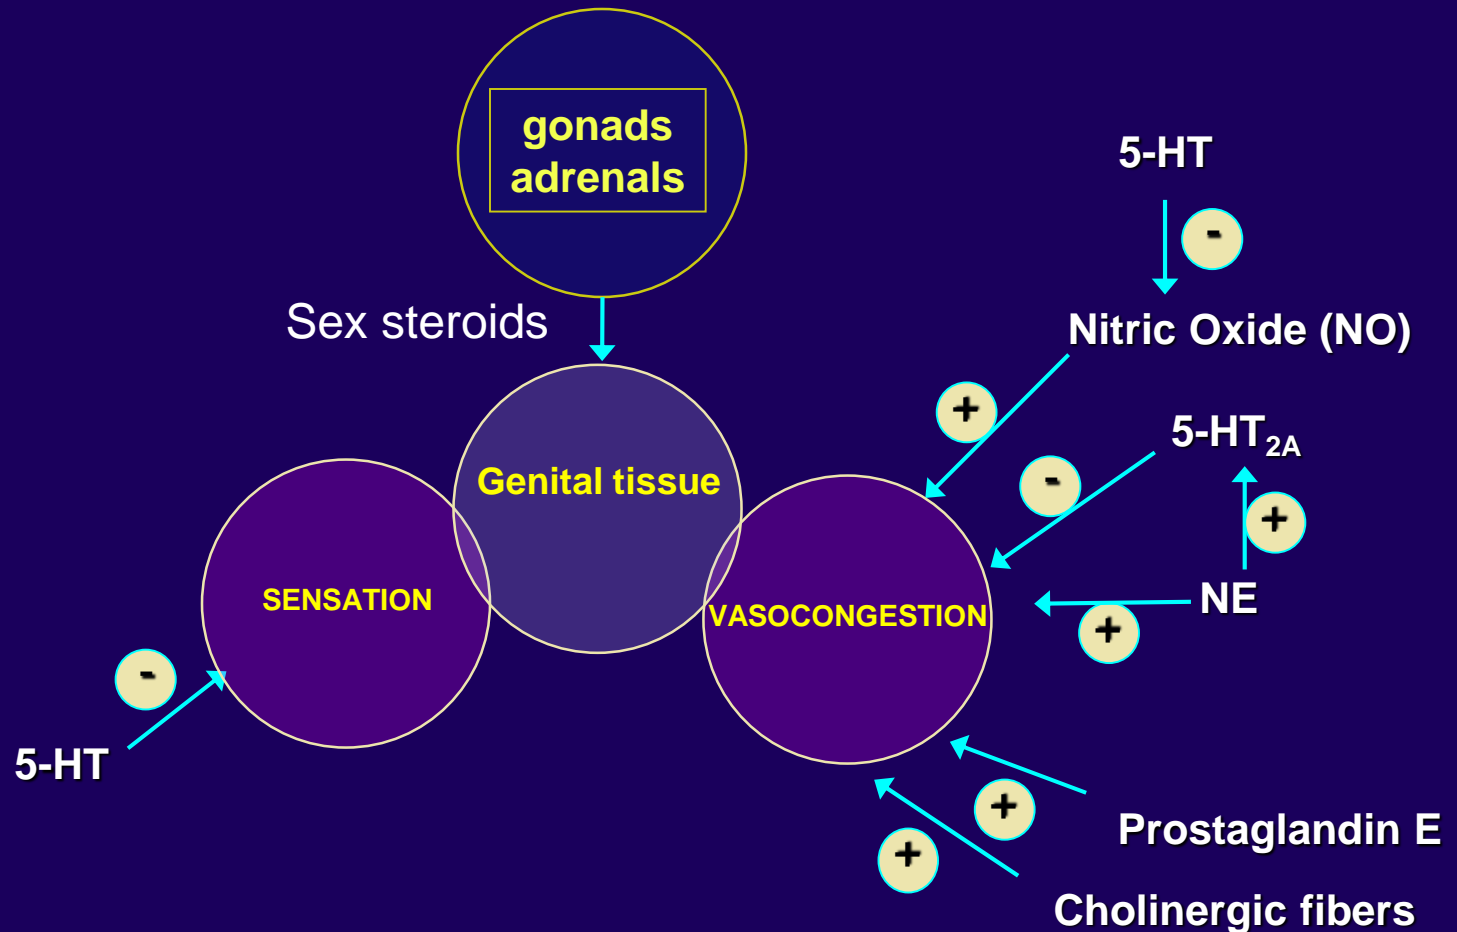 gonads
adrenals
5-HT
-
Sex steroids
Nitric Oxide (NO)
+
5-HT2A
Genital tissue
-
+
SENSATION
VASOCONGESTION
NE
+
-
5-HT
+
Prostaglandin E
+
Cholinergic fibers